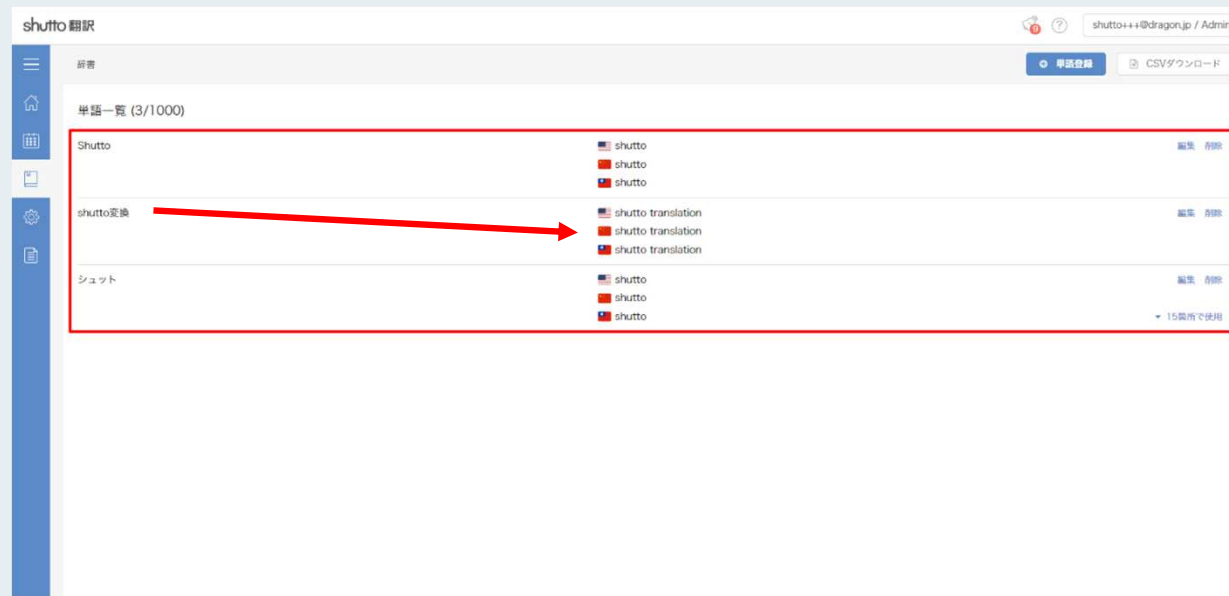 shutto 翻訳
9
?
shutto+++@dragon.jp / Admin
辞書
単語登録
CSVダウンロード
単語一覧 (3/1000)
Shutto
shutto
編集 削除
shutto
shutto
shutto変換
shutto translation
編集 削除
shutto translation
shutto translation
シュット
shutto
編集 削除
shutto
shutto
15箇所で使用